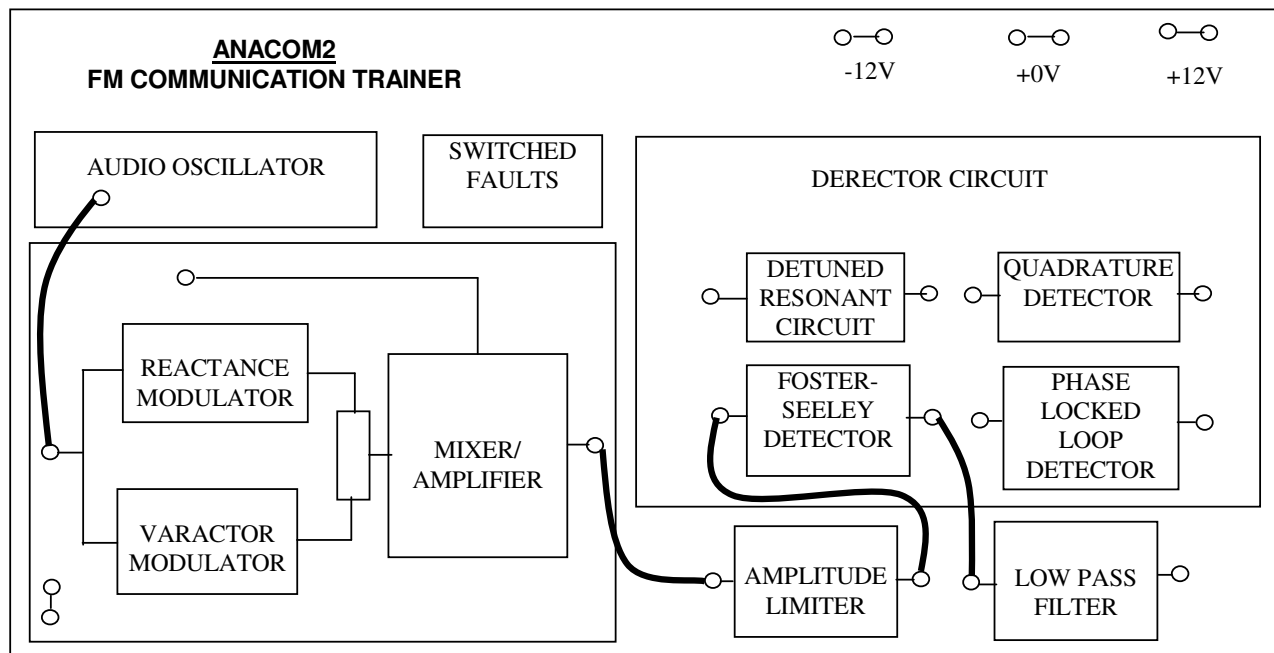 ANACOM2
FM COMMUNICATION TRAINER
-12V
+0V
+12V
AUDIO OSCILLATOR
SWITCHED
FAULTS
DERECTOR CIRCUIT
DETUNED
RESONANT
CIRCUIT
QUADRATURE
DETECTOR
REACTANCE
MODULATOR
MIXER/
AMPLIFIER
FOSTER-
SEELEY
DETECTOR
PHASE
LOCKED
LOOP
DETECTOR
VARACTOR
MODULATOR
AMPLITUDE
LIMITER
LOW PASS
FILTER